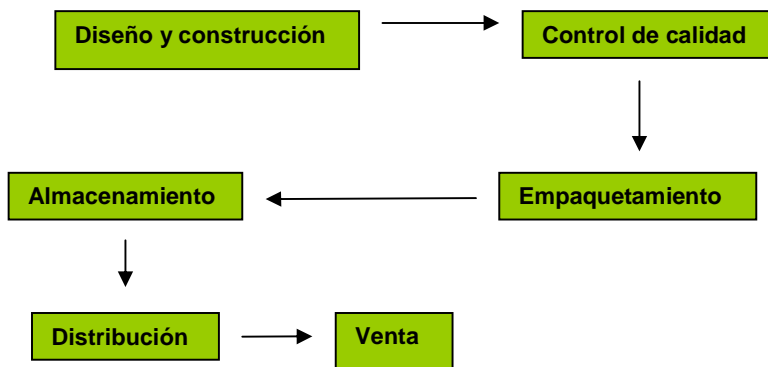 Diseño y construcción
Control de calidad
Empaquetamiento
Almacenamiento
Distribución
Venta